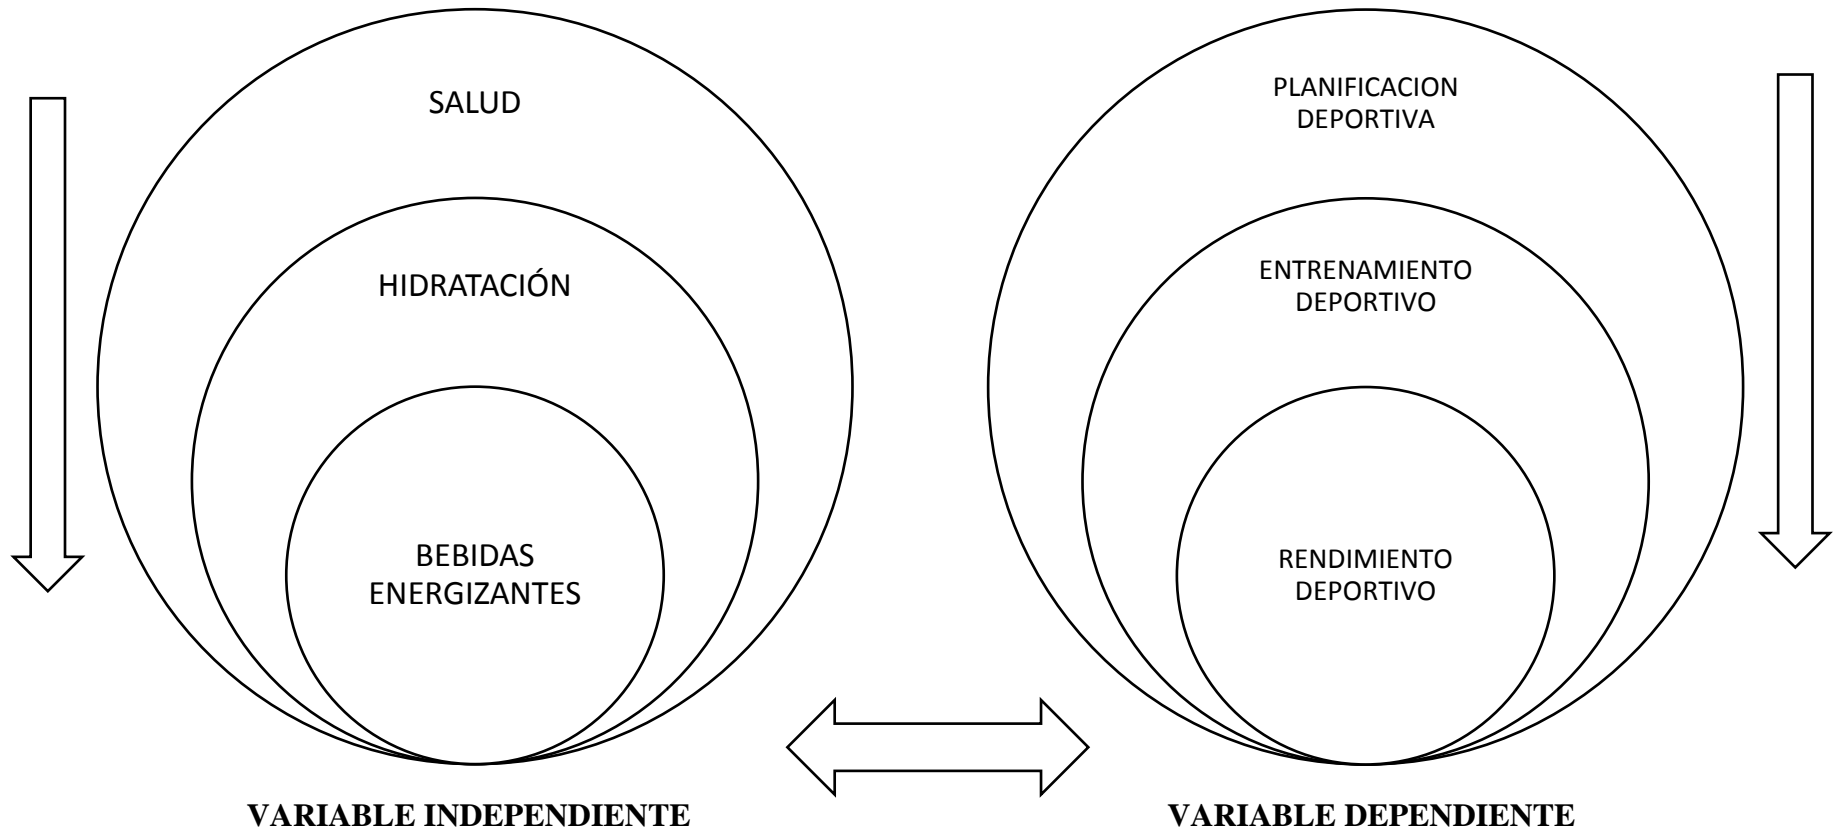 SALUD
HIDRATACIÓN
BEBIDAS
ENERGIZANTES
VARIABLE INDEPENDIENTE
PLANIFICACION
DEPORTIVA
ENTRENAMIENTO
DEPORTIVO
RENDIMIENTO
DEPORTIVO
VARIABLE DEPENDIENTE